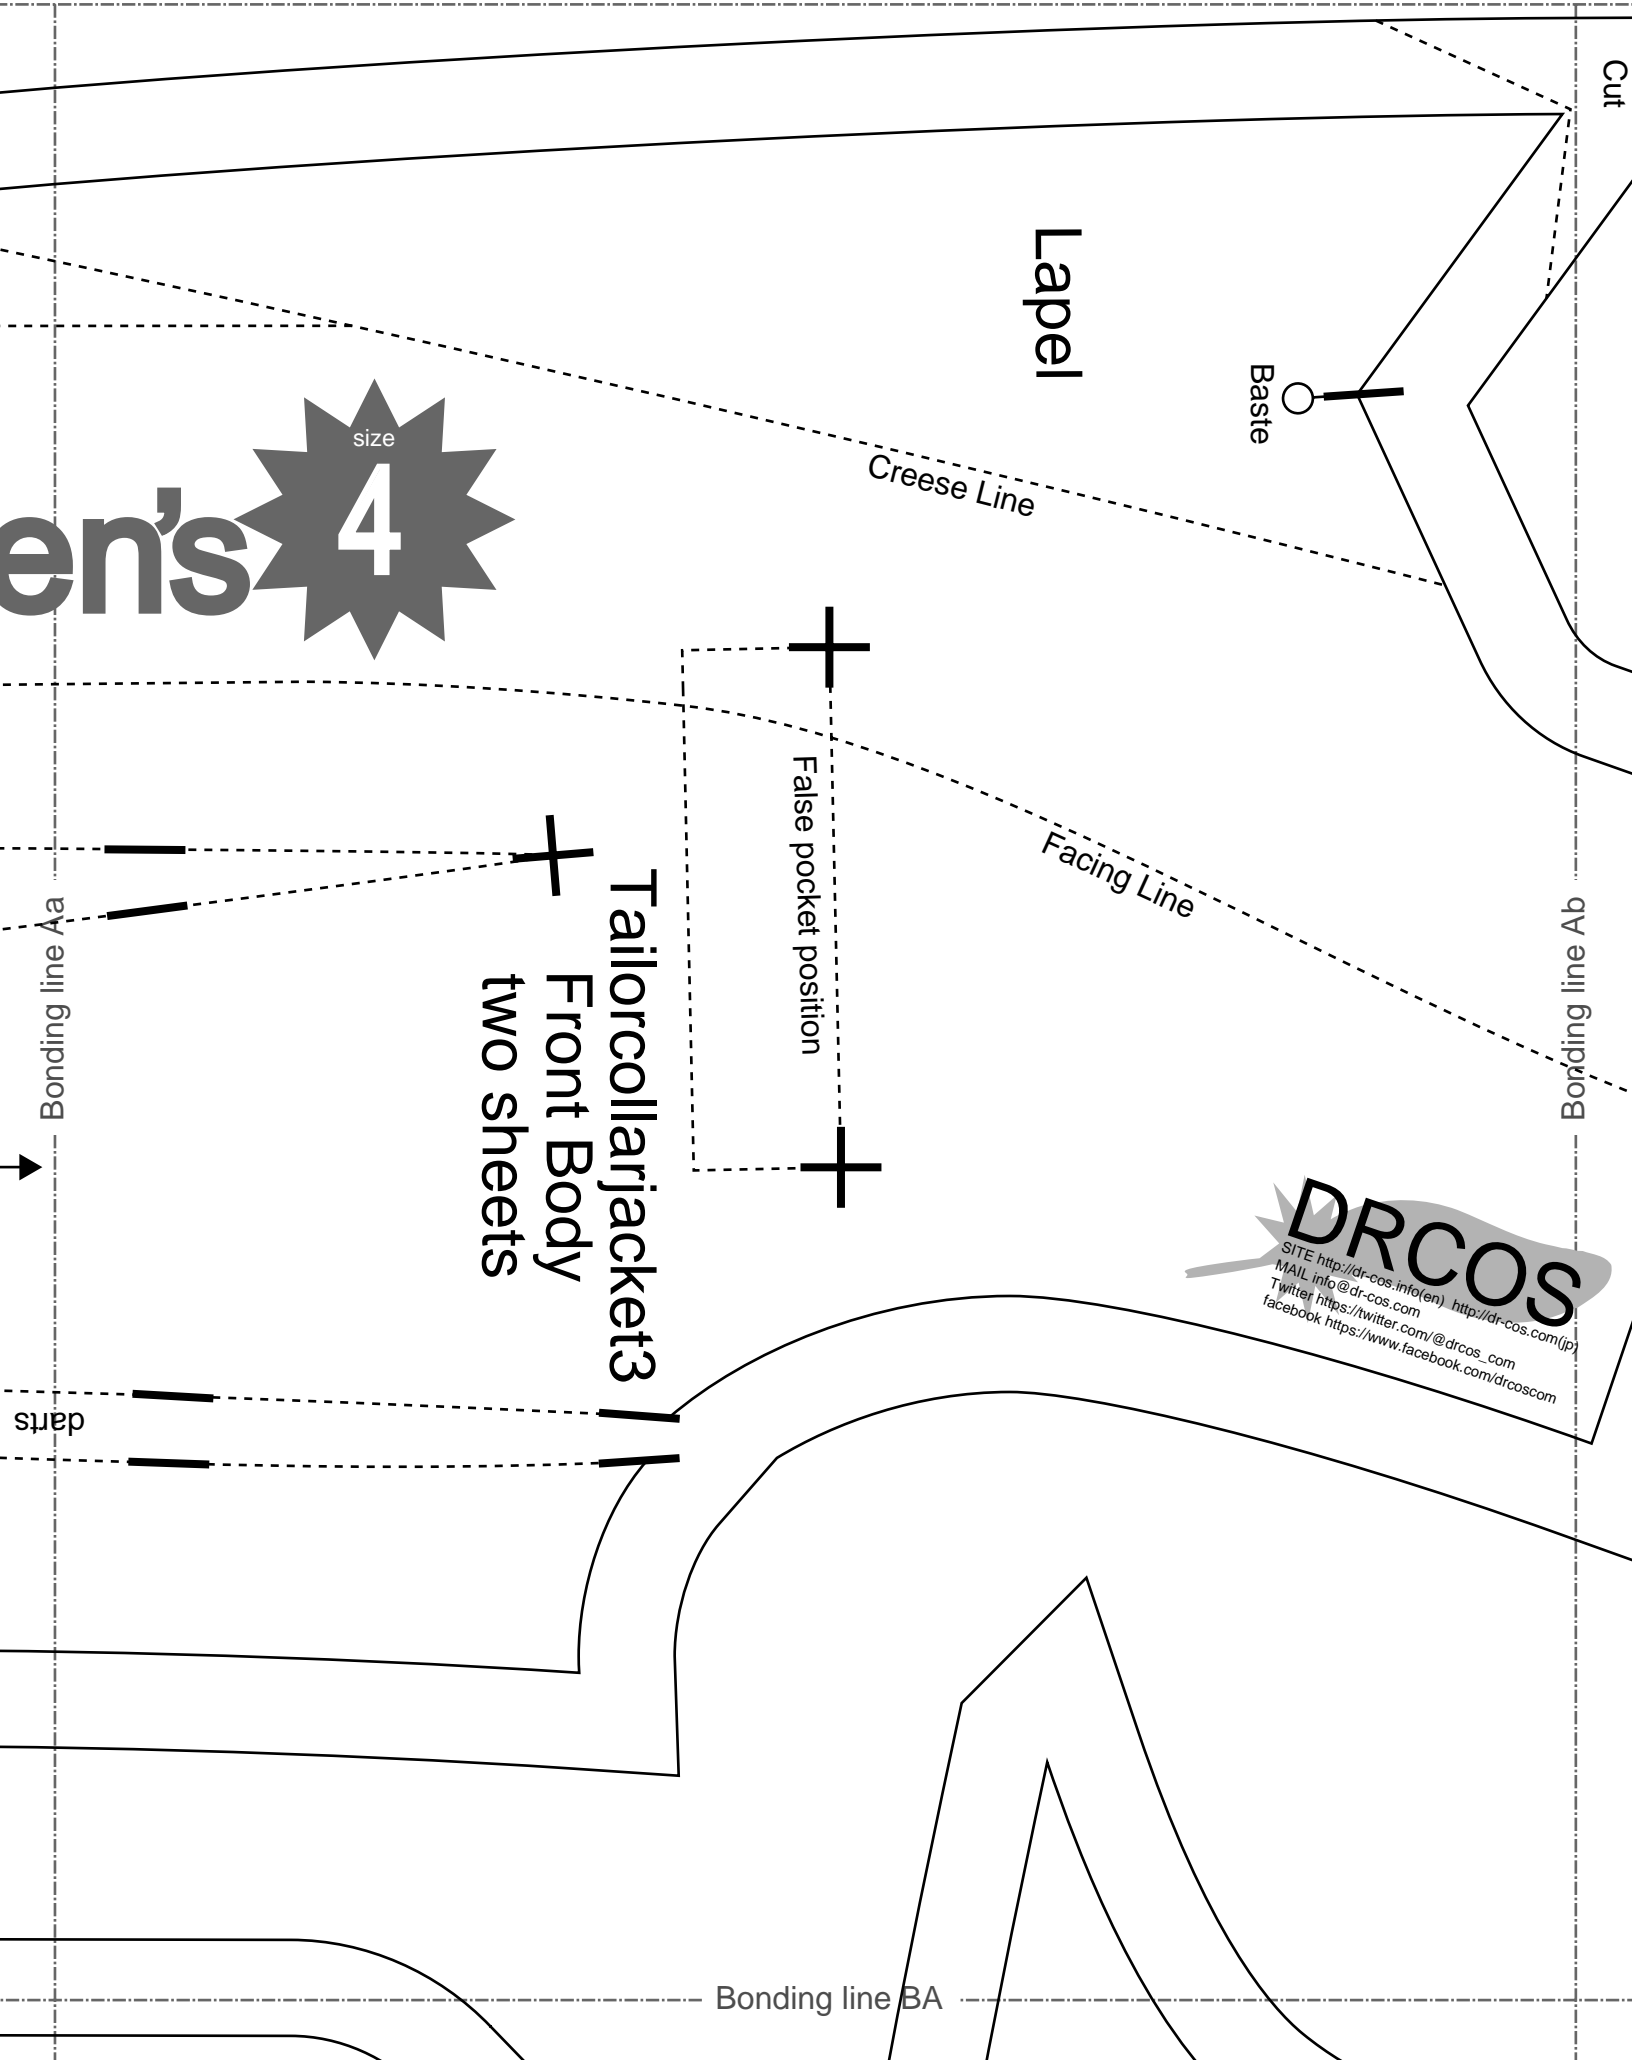 Cut
Lapel
Baste
size
4
en's
Creese Line
False pocket position
Facing Line
Bonding line Aa
Bonding line Ab
Tailorcollarjacket3
Front Body
two sheets
DRCOS
SITE http://dr-cos.info(en) http://dr-cos.com(jp)
MAIL info@dr-cos.com
Twitter https://twitter.com/@drcos_com
facebook https://www.facebook.com/drcoscom
darts
Bonding line BA